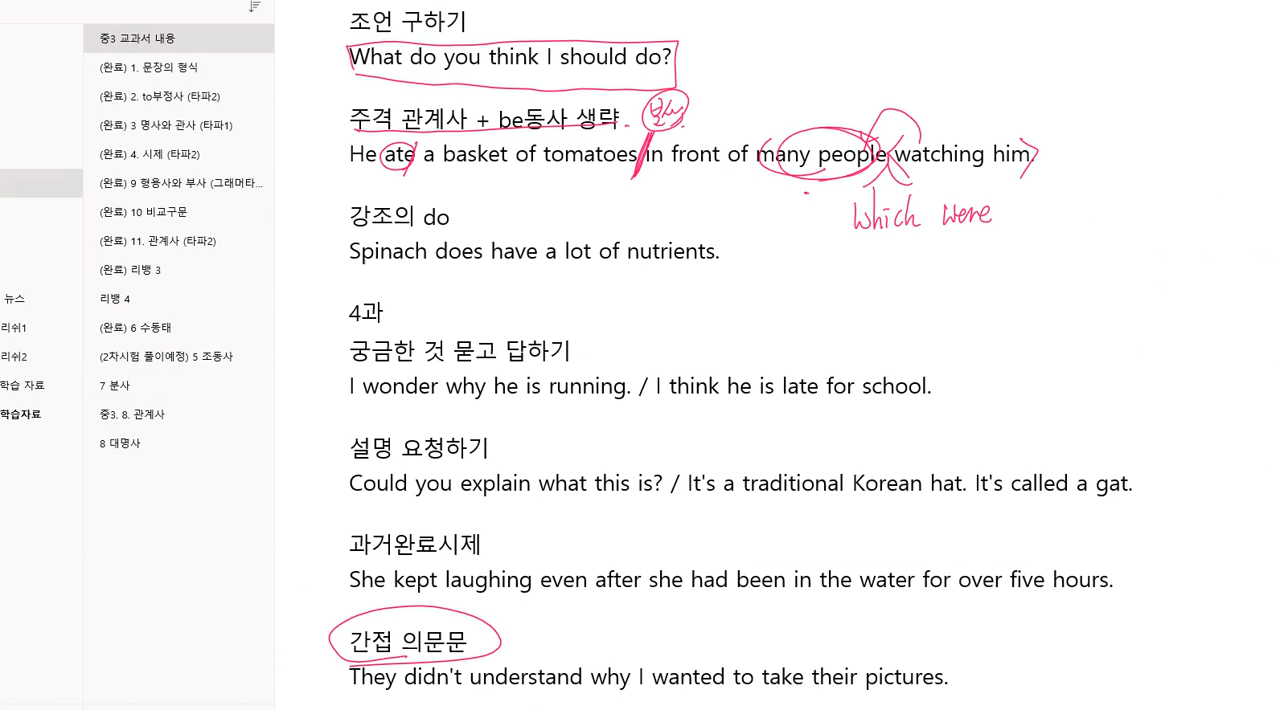 중3 교과서 내용
(완료) 1. 문장의 형식
(완료) 2. to부정사 (타파2)
(완료) 3 명사와 관사 (타파1)
(완료) 4. 시제 (타파2)
(완료) 9 형용사와 부사 (그래머타...
(완료) 10 비교구문
(완료) 11. 관계사 (타파2)
(완료) 리뱅 3
뉴스
리뱅 4
리쉬1
(완료) 6 수동태
리쉬2
(2차시험 풀이예정) 5 조동사
학습 자료
7 분사
학습자료
중3. 8. 관계사
8 대명사
조언 구하기
What do you think I should do?
주격 관계사 + be동사 생략
분사
He ate a basket of tomatoes in front of many people watching him.
which were
강조의 do
Spinach does have a lot of nutrients.
4과
궁금한 것 묻고 답하기
I wonder why he is running. / I think he is late for school.
설명 요청하기
Could you explain what this is? / It's a traditional Korean hat. It's called a gat.
과거완료시제
She kept laughing even after she had been in the water for over five hours.
간접 의문문
They didn't understand why I wanted to take their pictures.